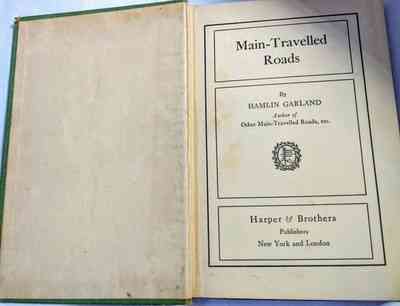 Main-Travelled
Roads
By
HAMLIN GARLAND
Author of
Other Main-Travelled Roads, etc.
Harper & Brothers
Publishers
New York and London